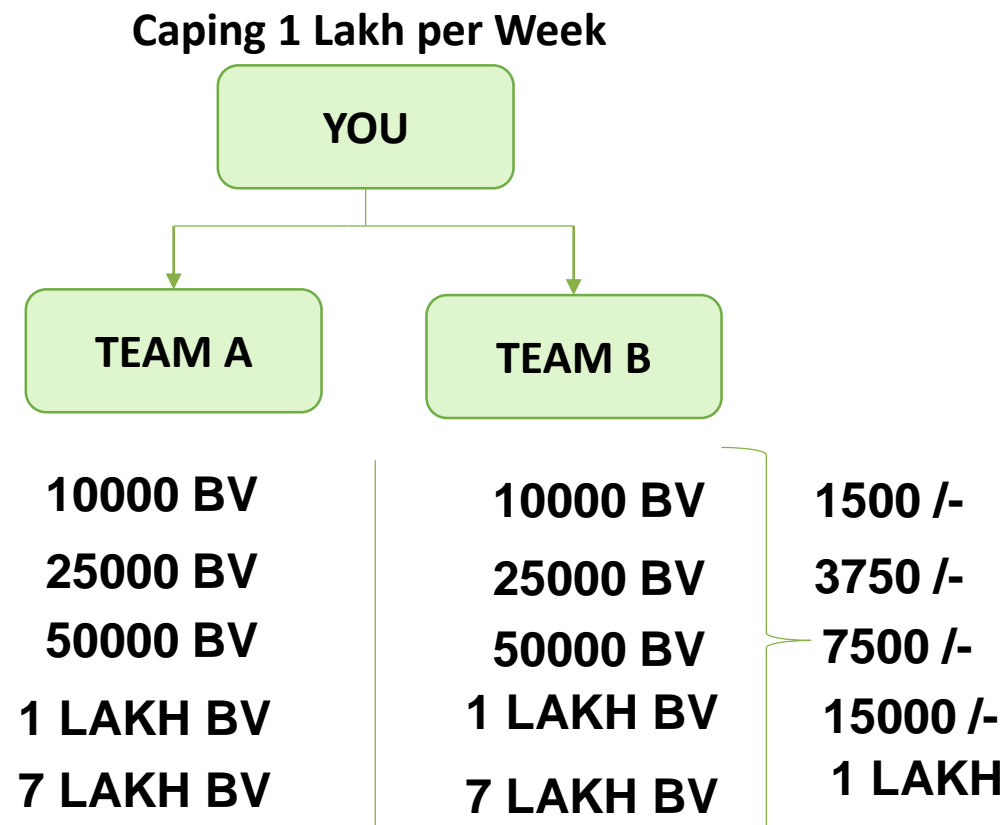 Caping 1 Lakh per Week
YOU
TEAM A
TEAM B
10000 BV 10000 BV 1500 /-
25000 BV 25000 BV 3750 /-
50000 BV 50000 BV 7500 /-
1 LAKH BV 1 LAKH BV 15000 /-
7 LAKH BV 7 LAKH BV 1 LAKH